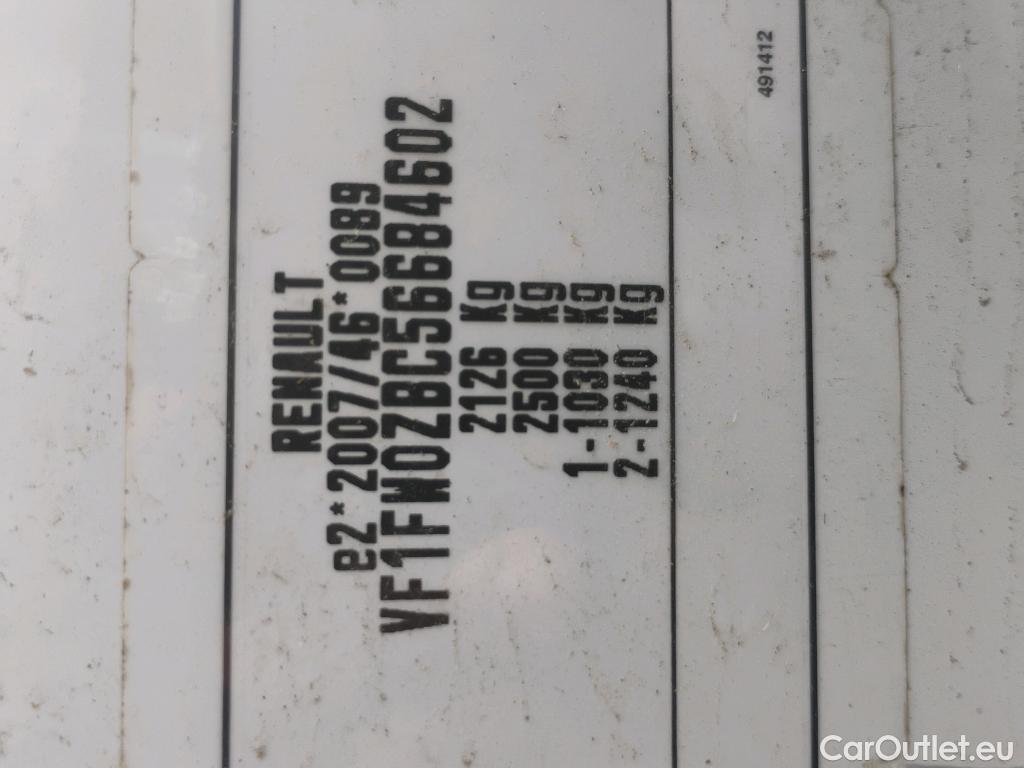 RENAULT
e2*2007/46*0089
VF1FW0ZBC56684602
2126 Kg
2500 Kg
1-1030 Kg
2-1240 Kg
491412
CarOutlet.eu